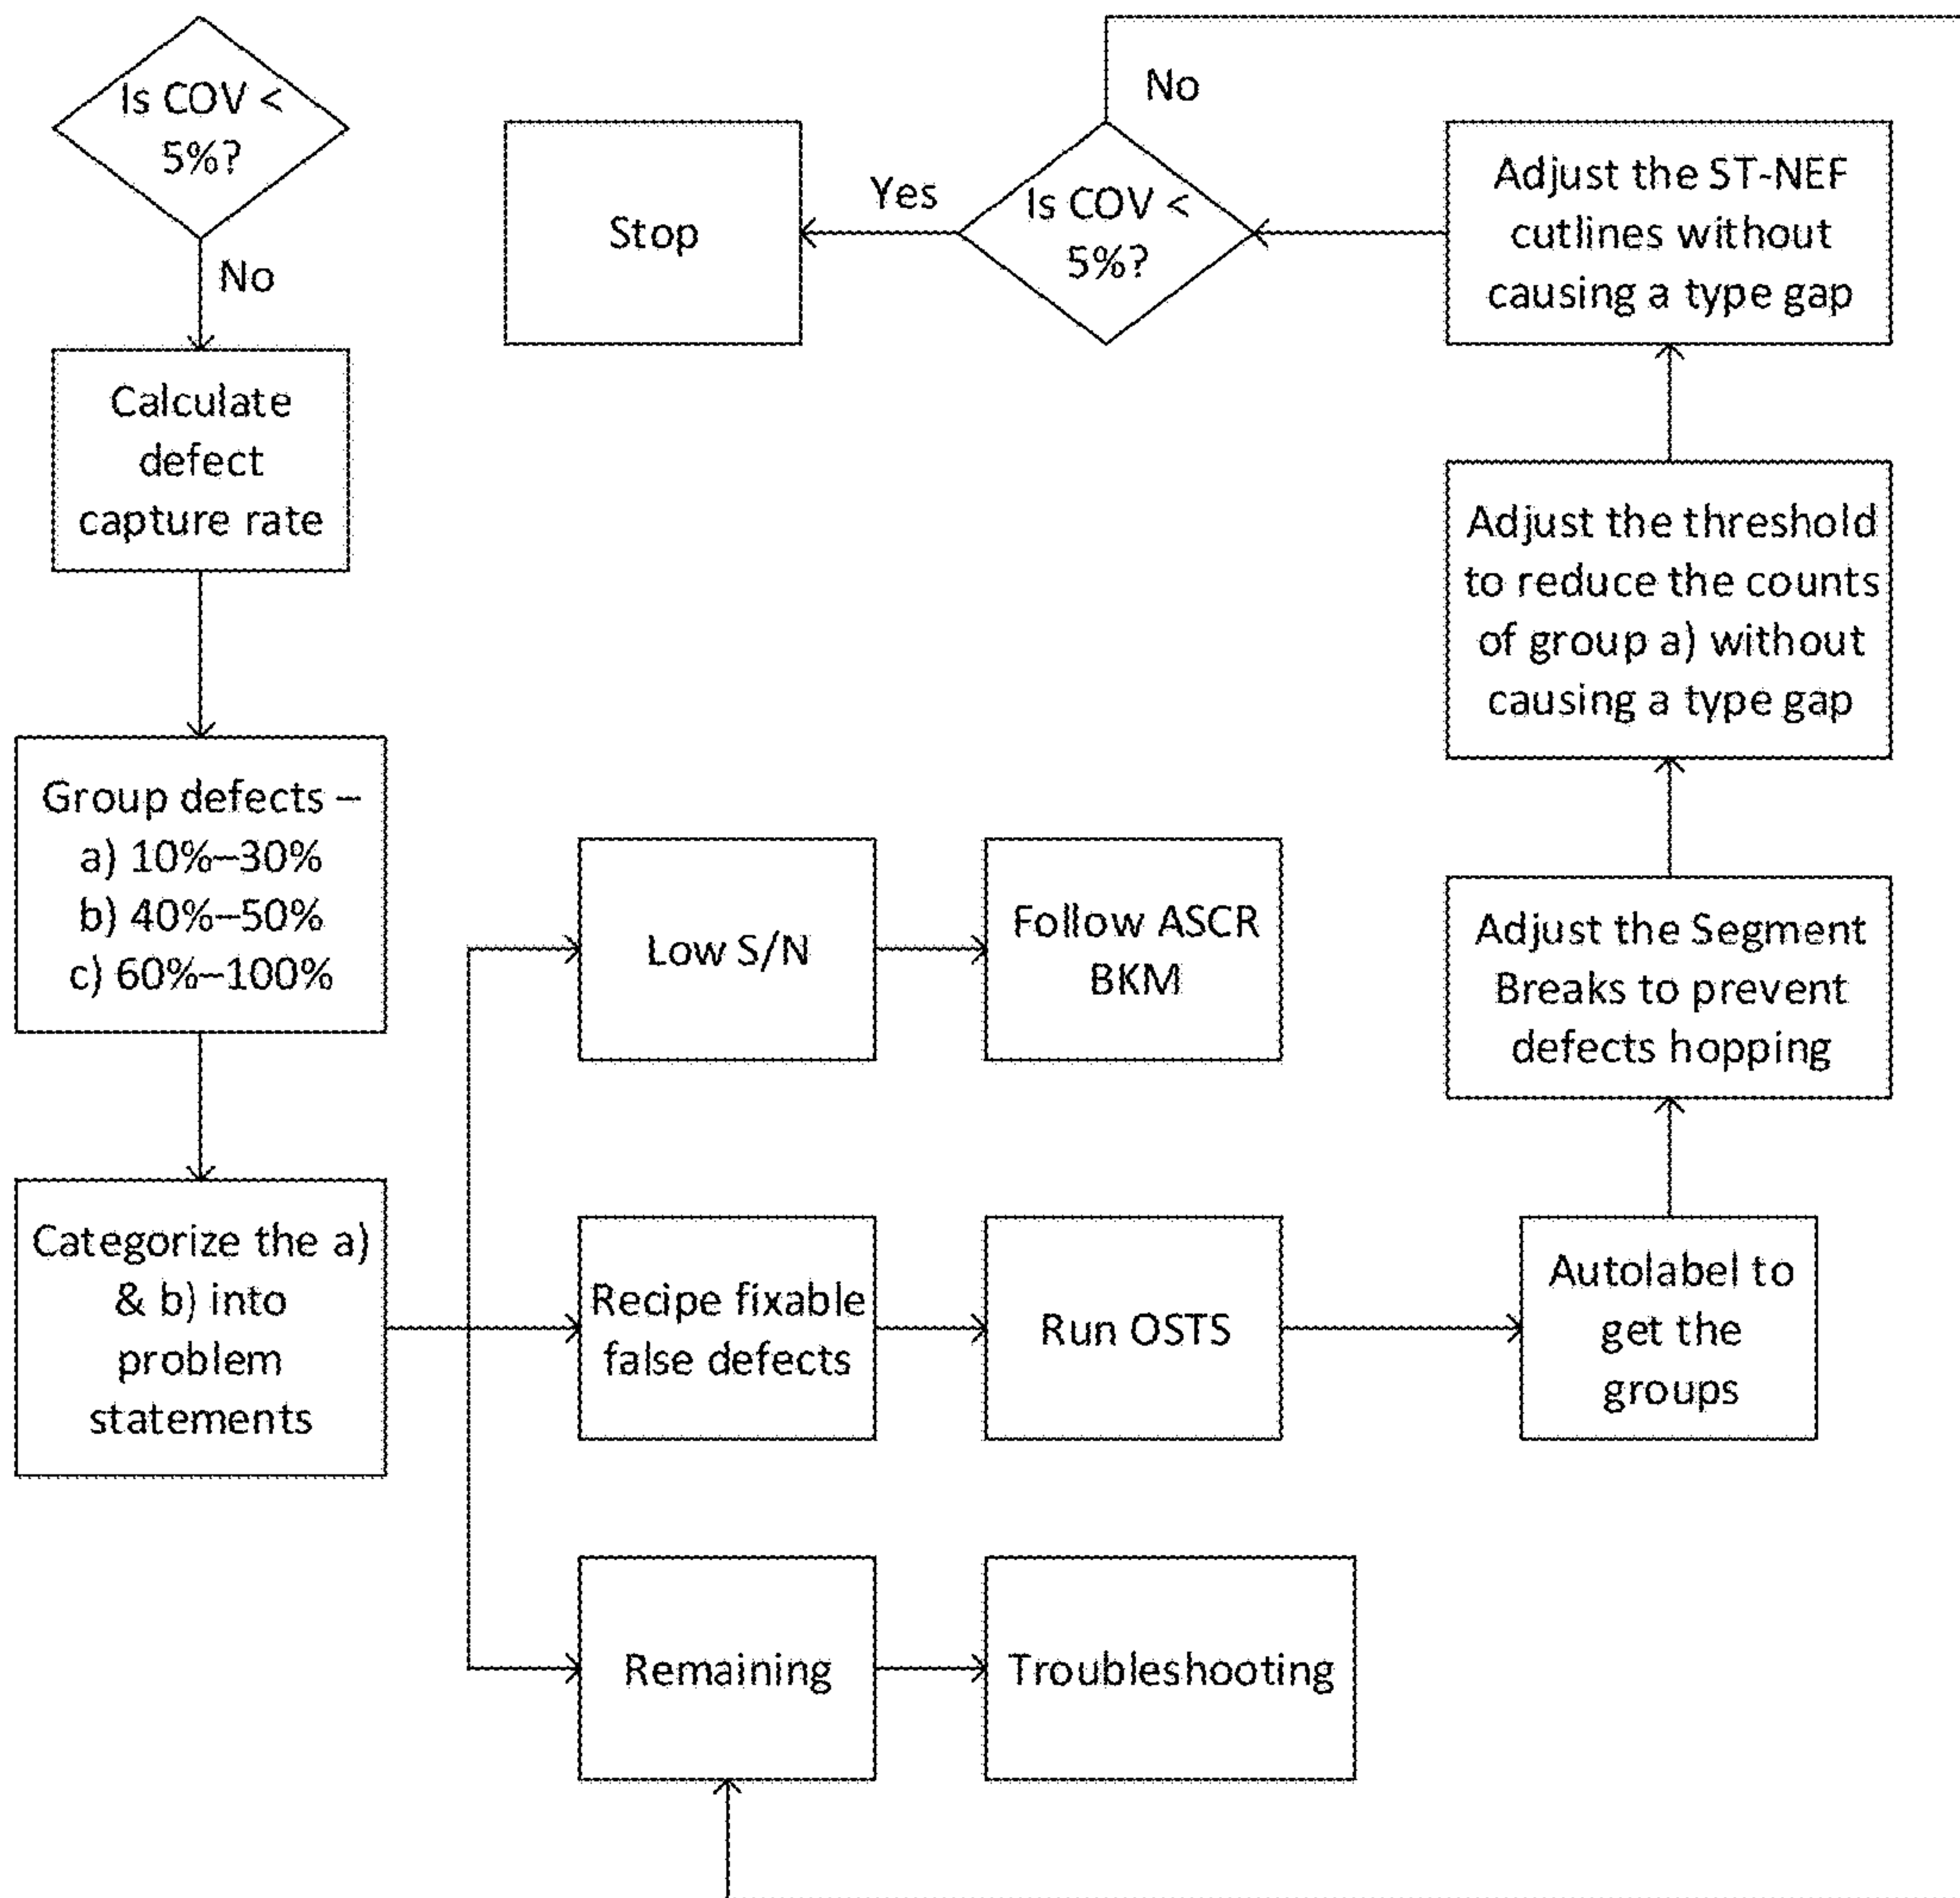 Is COV <
5%?
No
Calculate
defect
capture rate
Group defects –
a) 10%–30%
b) 40%–50%
c) 60%–100%
Categorize the a)
& b) into
problem
statements
Low S/N
Follow ASCR
BKM
Recipe fixable
false defects
Run OSTS
Remaining
Troubleshooting
Autolabel to
get the
groups
Adjust the Segment
Breaks to prevent
defects hopping
Adjust the threshold
to reduce the counts
of group a) without
causing a type gap
Adjust the ST-NEF
cutlines without
causing a type gap
Is COV <
5%?
No
Yes
Stop